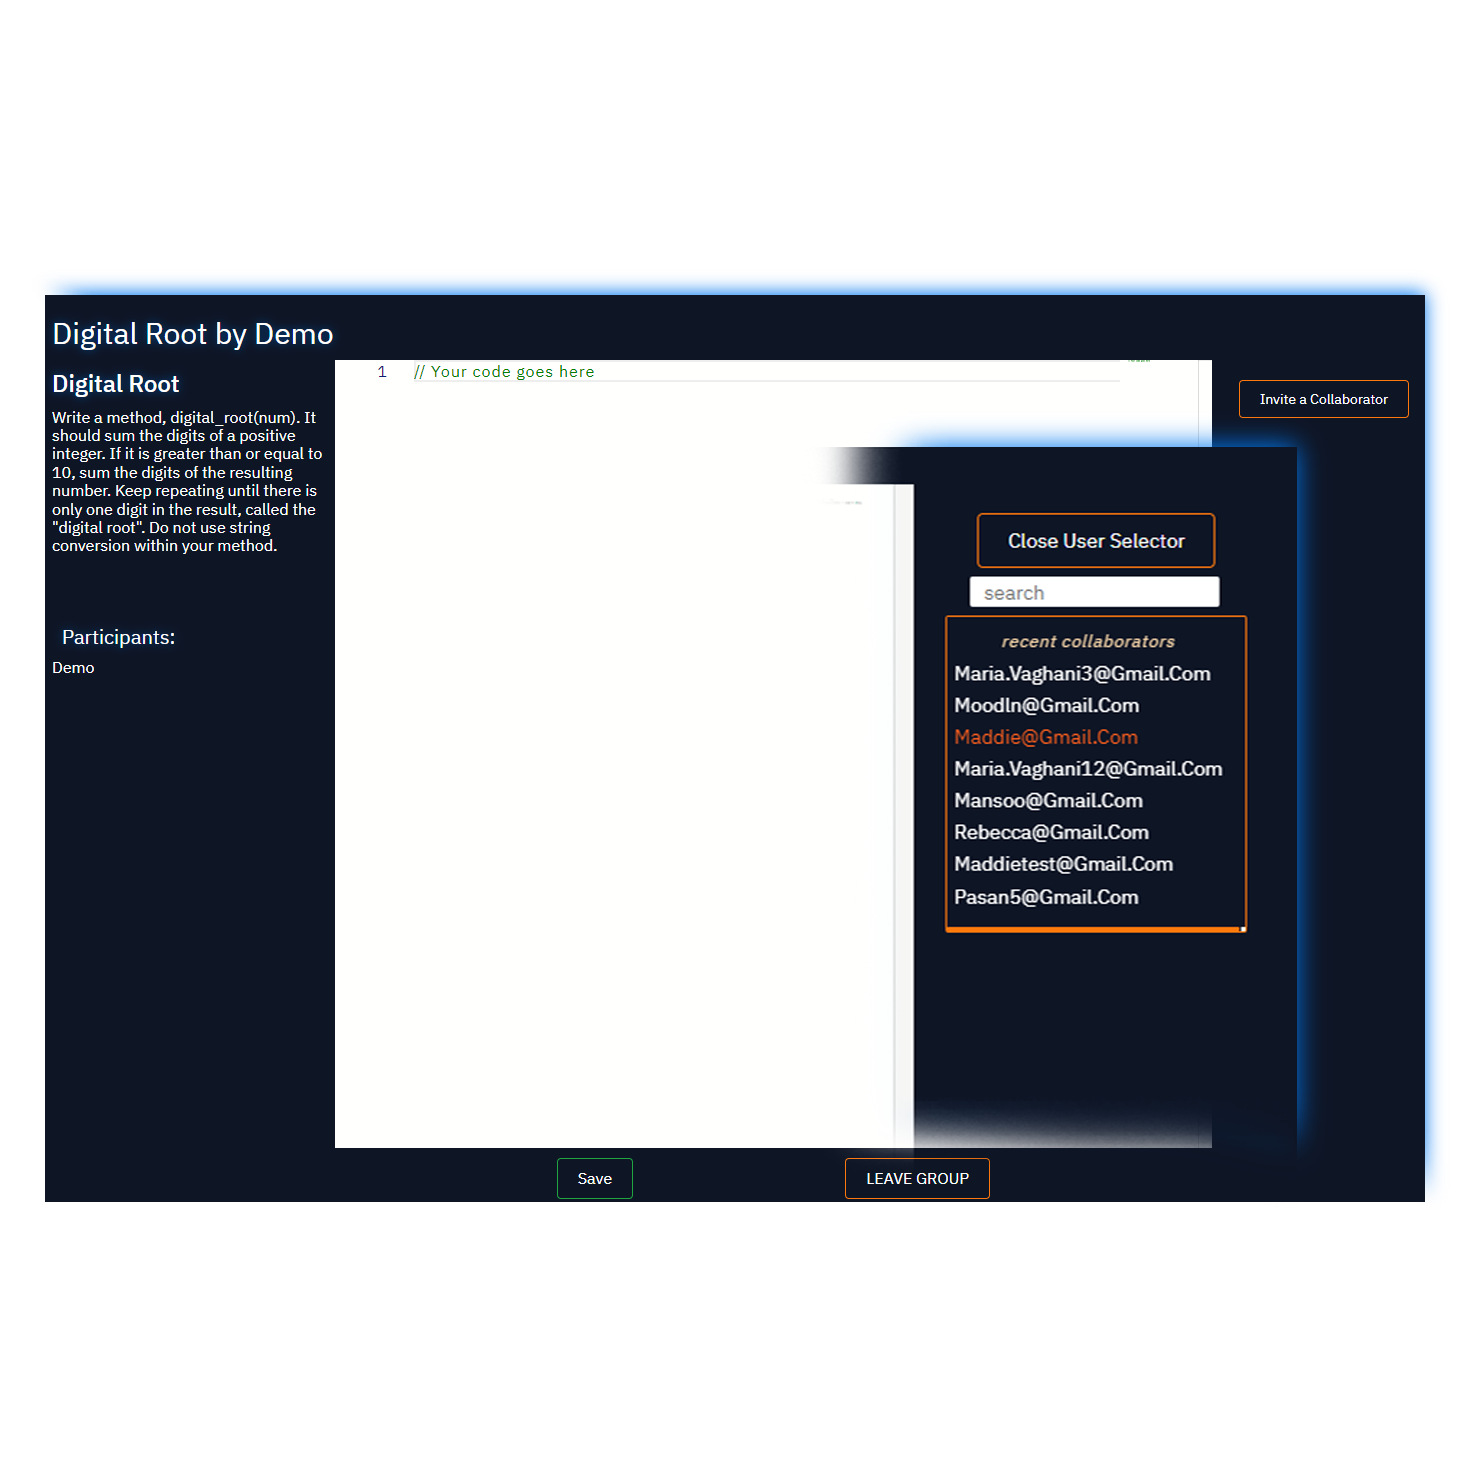 Digital Root by Demo
Digital Root
Write a method, digital_root(num). It
should sum the digits of a positive
integer. If it is greater than or equal to
10, sum the digits of the resulting
number. Keep repeating until there is
only one digit in the result, called the
"digital root". Do not use string
conversion within your method.
Participants:
Demo
1 // Your code goes here
Invite a Collaborator
Close User Selector
search
recent collaborators
Maria.Vaghani3@Gmail.Com
Moodln@Gmail.Com
Maddie@Gmail.Com
Maria.Vaghani12@Gmail.Com
Mansoo@Gmail.Com
Rebecca@Gmail.Com
Maddietest@Gmail.Com
Pasan5@Gmail.Com
Save
LEAVE GROUP